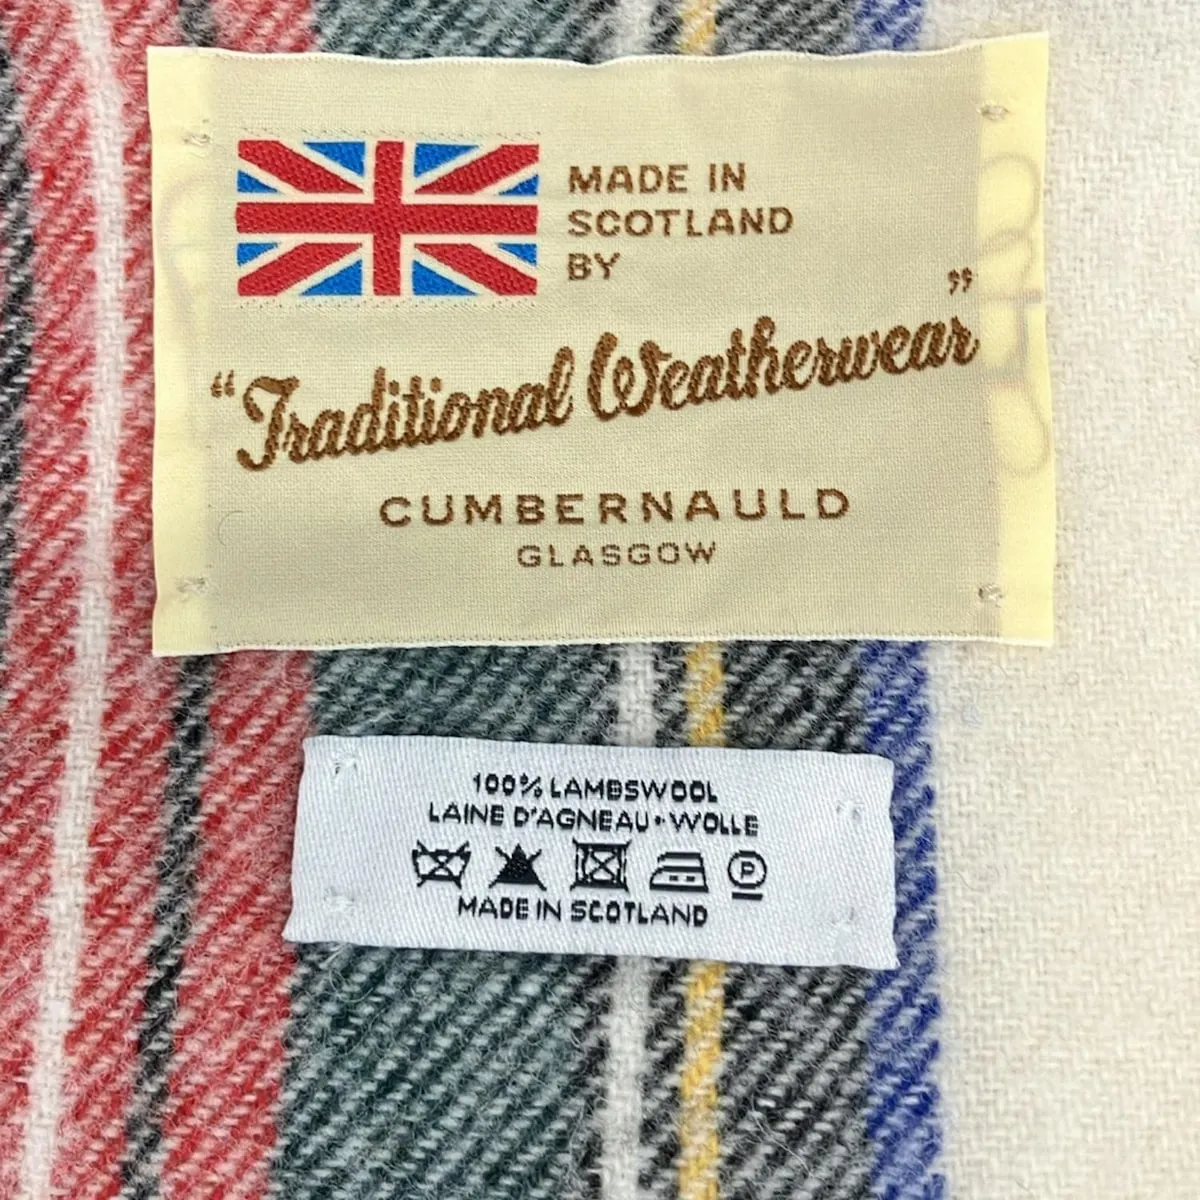 MADE IN
SCOTLAND
BY
“Traditional Weatherwear”
CUMBERNAULD
GLASGOW
100% LAMBSWOOL
LAINE D'AGNEAU·WOLLE
P
MADE IN SCOTLAND